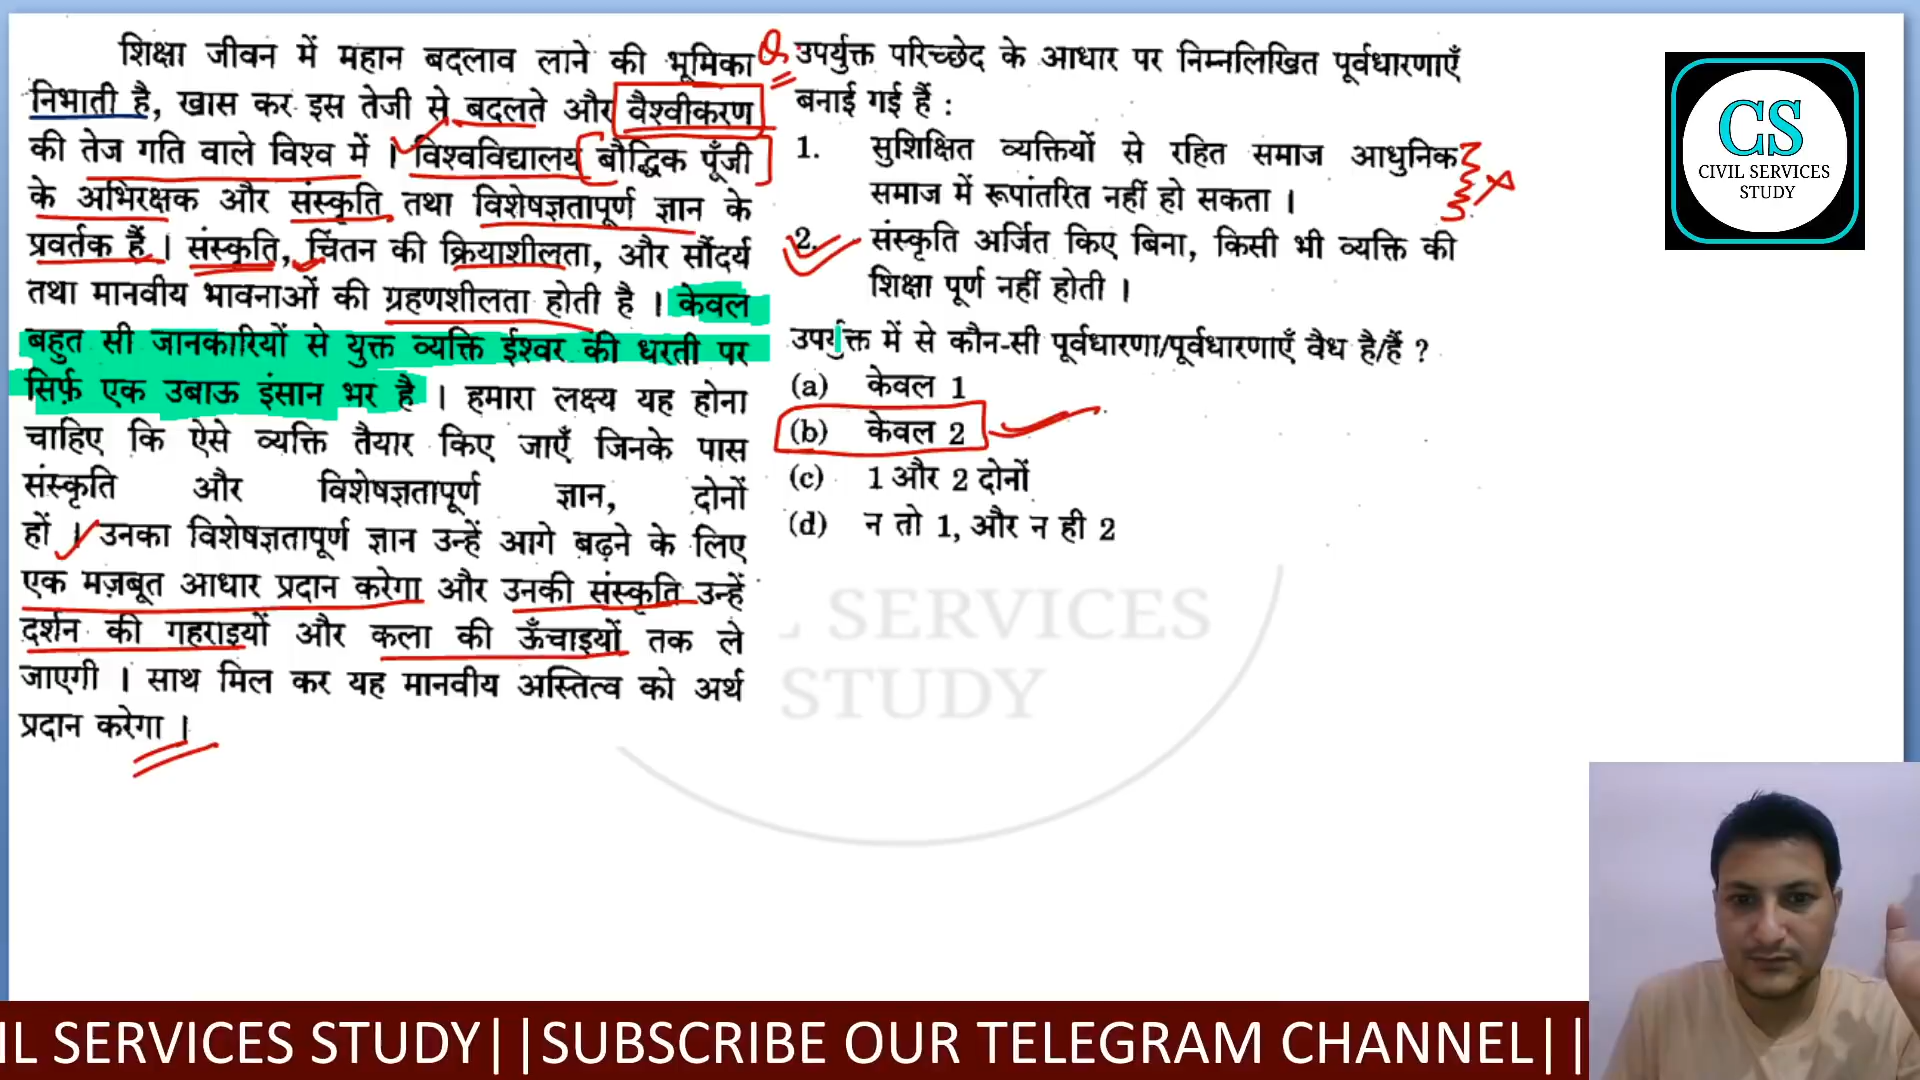 शिक्षा जीवन में महान बदलाव लाने की भूमिका
निभाती है, खास कर इस तेजी से बदलते और वैश्वीकरण
की तेज गति वाले विश्व में । विश्वविद्यालय बौद्धिक पूँजी
के अभिरक्षक और संस्कृति तथा विशेषज्ञतापूर्ण ज्ञान के
प्रवर्तक हैं । संस्कृति, चिंतन की क्रियाशीलता, और सौंदर्य
तथा मानवीय भावनाओं की ग्रहणशीलता होती है । केवल
बहुत सी जानकारियों से युक्त व्यक्ति ईश्वर की धरती पर
सिर्फ़ एक उबाऊ इंसान भर है । हमारा लक्ष्य यह होना
चाहिए कि ऐसे व्यक्ति तैयार किए जाएँ जिनके पास
संस्कृति और विशेषज्ञतापूर्ण ज्ञान, दोनों
हों । उनका विशेषज्ञतापूर्ण ज्ञान उन्हें आगे बढ़ने के लिए
एक मज़बूत आधार प्रदान करेगा और उनकी संस्कृति उन्हें
दर्शन की गहराइयों और कला की ऊँचाइयों तक ले
जाएगी । साथ मिल कर यह मानवीय अस्तित्व को अर्थ
प्रदान करेगा ।
Q. उपर्युक्त परिच्छेद के आधार पर निम्नलिखित पूर्वधारणाएँ
बनाई गई हैं :
1. सुशिक्षित व्यक्तियों से रहित समाज आधुनिक
समाज में रूपांतरित नहीं हो सकता ।
2. संस्कृति अर्जित किए बिना, किसी भी व्यक्ति की
शिक्षा पूर्ण नहीं होती ।
उपर्युक्त में से कौन-सी पूर्वधारणा/पूर्वधारणाएँ वैध है/हैं ?
(a) केवल 1
(b) केवल 2
(c) 1 और 2 दोनों
(d) न तो 1, और न ही 2
CS
CIVIL SERVICES
STUDY
L SERVICES
STUDY
IL SERVICES STUDY||SUBSCRIBE OUR TELEGRAM CHANNEL||